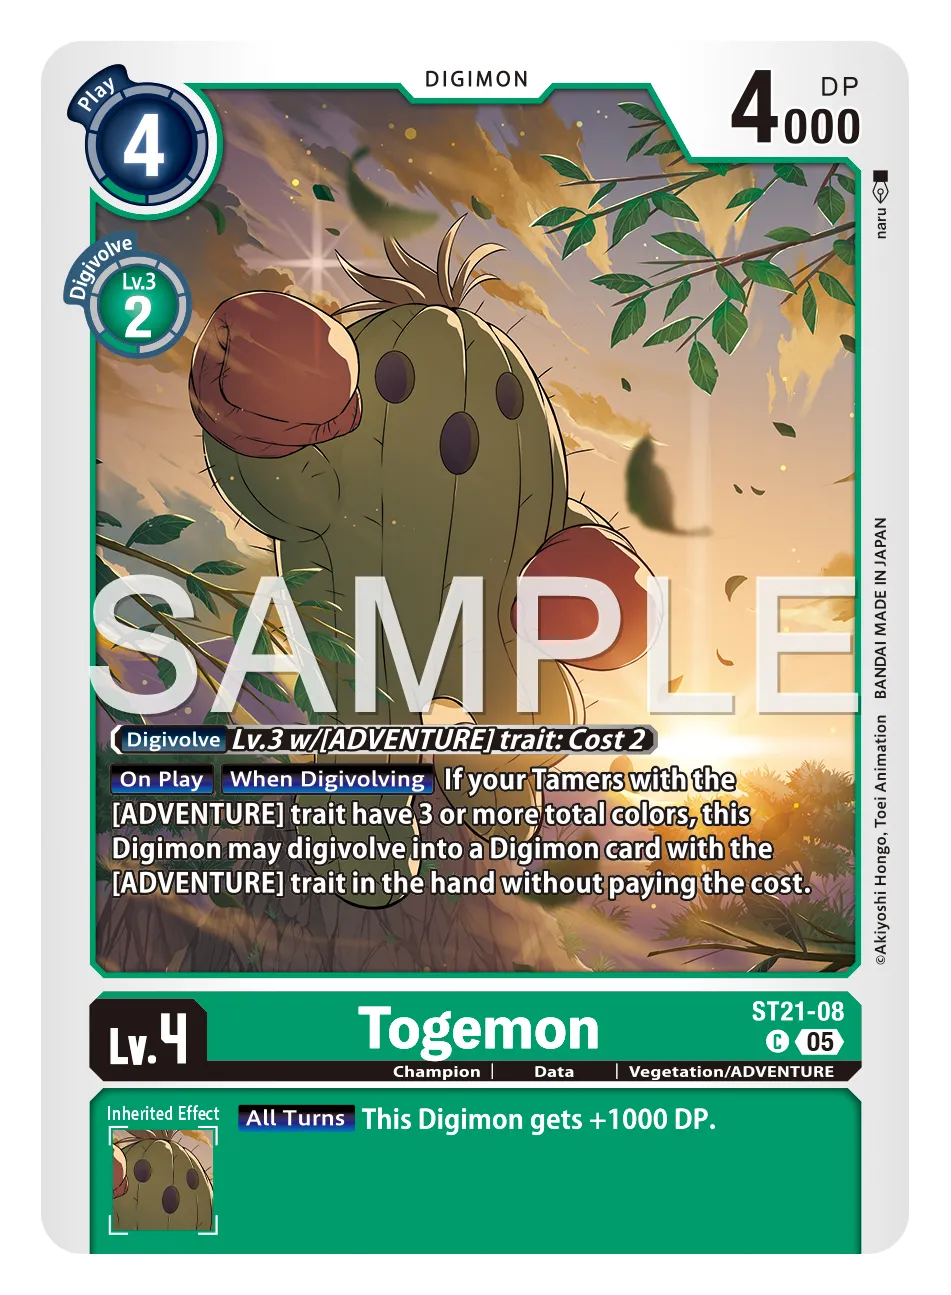 DIGIMON
Play
4
DP
4000
naru
Digivolve
Lv.3
2
SAMPLE
BANDAI MADE IN JAPAN
©Akiyoshi Hongo, Toei Animation
Digivolve Lv.3 w/[ADVENTURE] trait: Cost 2
On Play When Digivolving If your Tamers with the
[ADVENTURE] trait have 3 or more total colors, this
Digimon may digivolve into a Digimon card with the
[ADVENTURE] trait in the hand without paying the cost.
Lv.4
Togemon
ST21-08
C 05
Champion | Data | Vegetation/ADVENTURE
Inherited Effect
All Turns This Digimon gets +1000 DP.